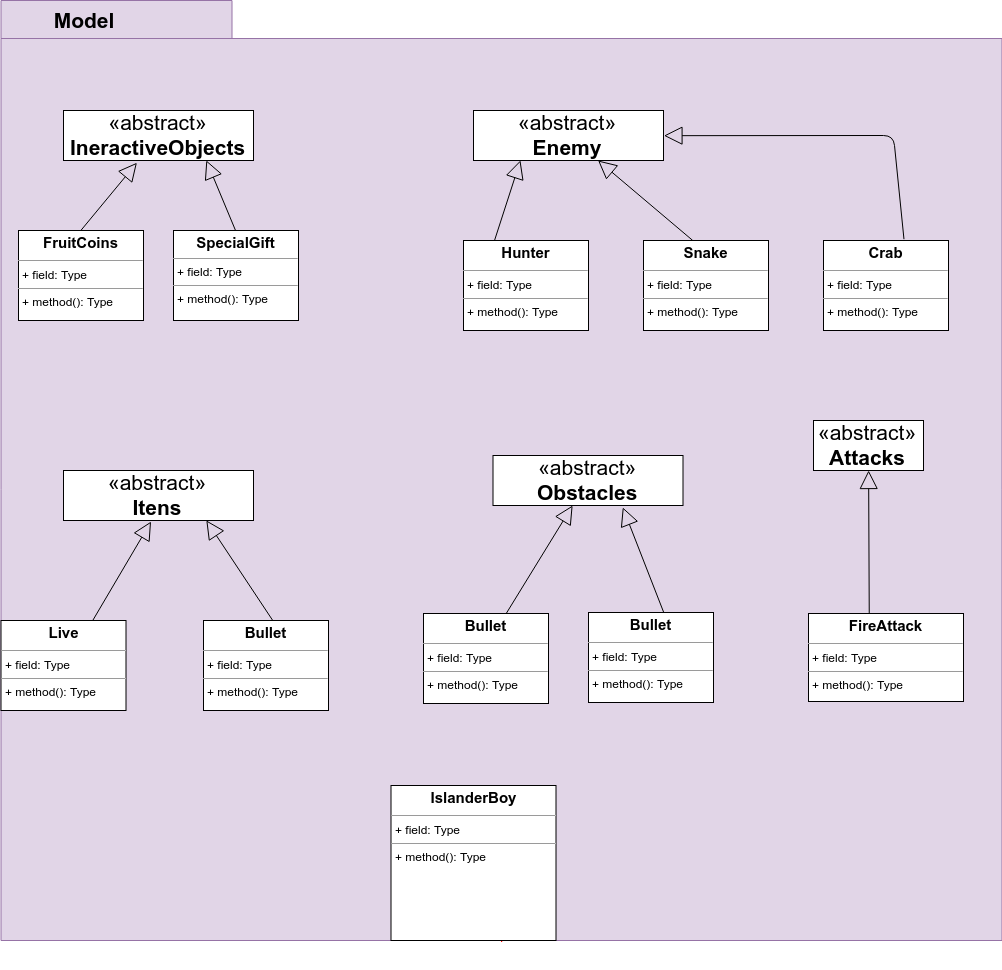 Model
«abstract»
IneractiveObjects
FruitCoins
+ field: Type
+ method(): Type
SpecialGift
+ field: Type
+ method(): Type
«abstract»
Enemy
Hunter
+ field: Type
+ method(): Type
Snake
+ field: Type
+ method(): Type
Crab
+ field: Type
+ method(): Type
«abstract»
Itens
Live
+ field: Type
+ method(): Type
Bullet
+ field: Type
+ method(): Type
«abstract»
Obstacles
Bullet
+ field: Type
+ method(): Type
Bullet
+ field: Type
+ method(): Type
«abstract»
Attacks
FireAttack
+ field: Type
+ method(): Type
IslanderBoy
+ field: Type
+ method(): Type